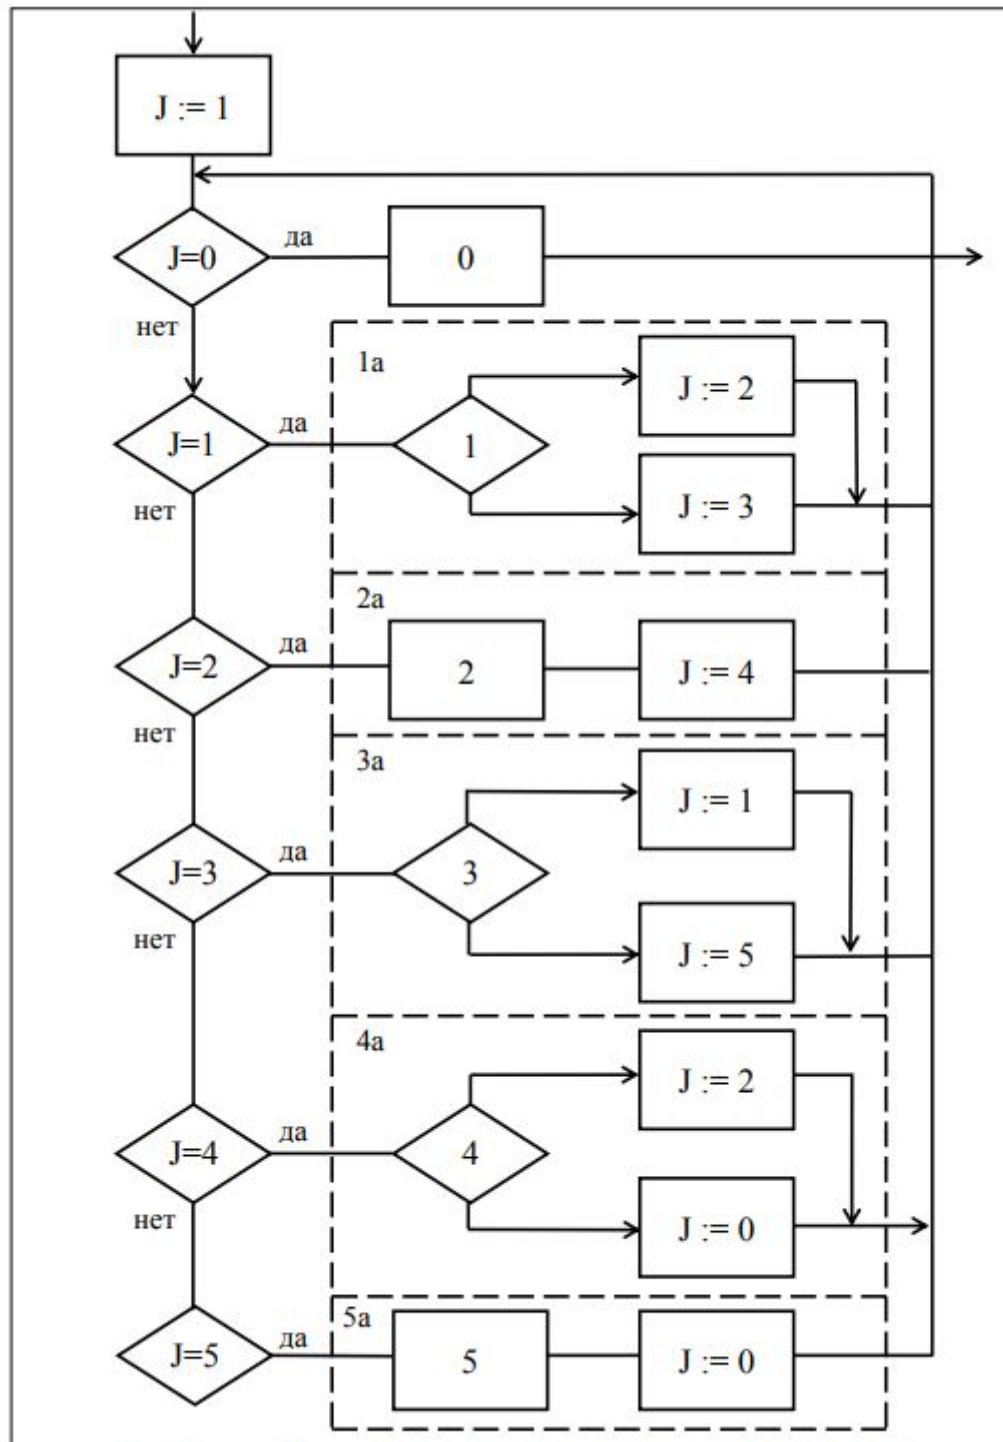 J := 1
J=0
да
0
нет
1а
J := 2
J=1
да
1
нет
J := 3
2а
J=2
да
2
J := 4
нет
3а
J := 1
J=3
да
3
нет
J := 5
4а
J := 2
J=4
да
4
нет
J := 0
5а
J=5
да
5
J := 0